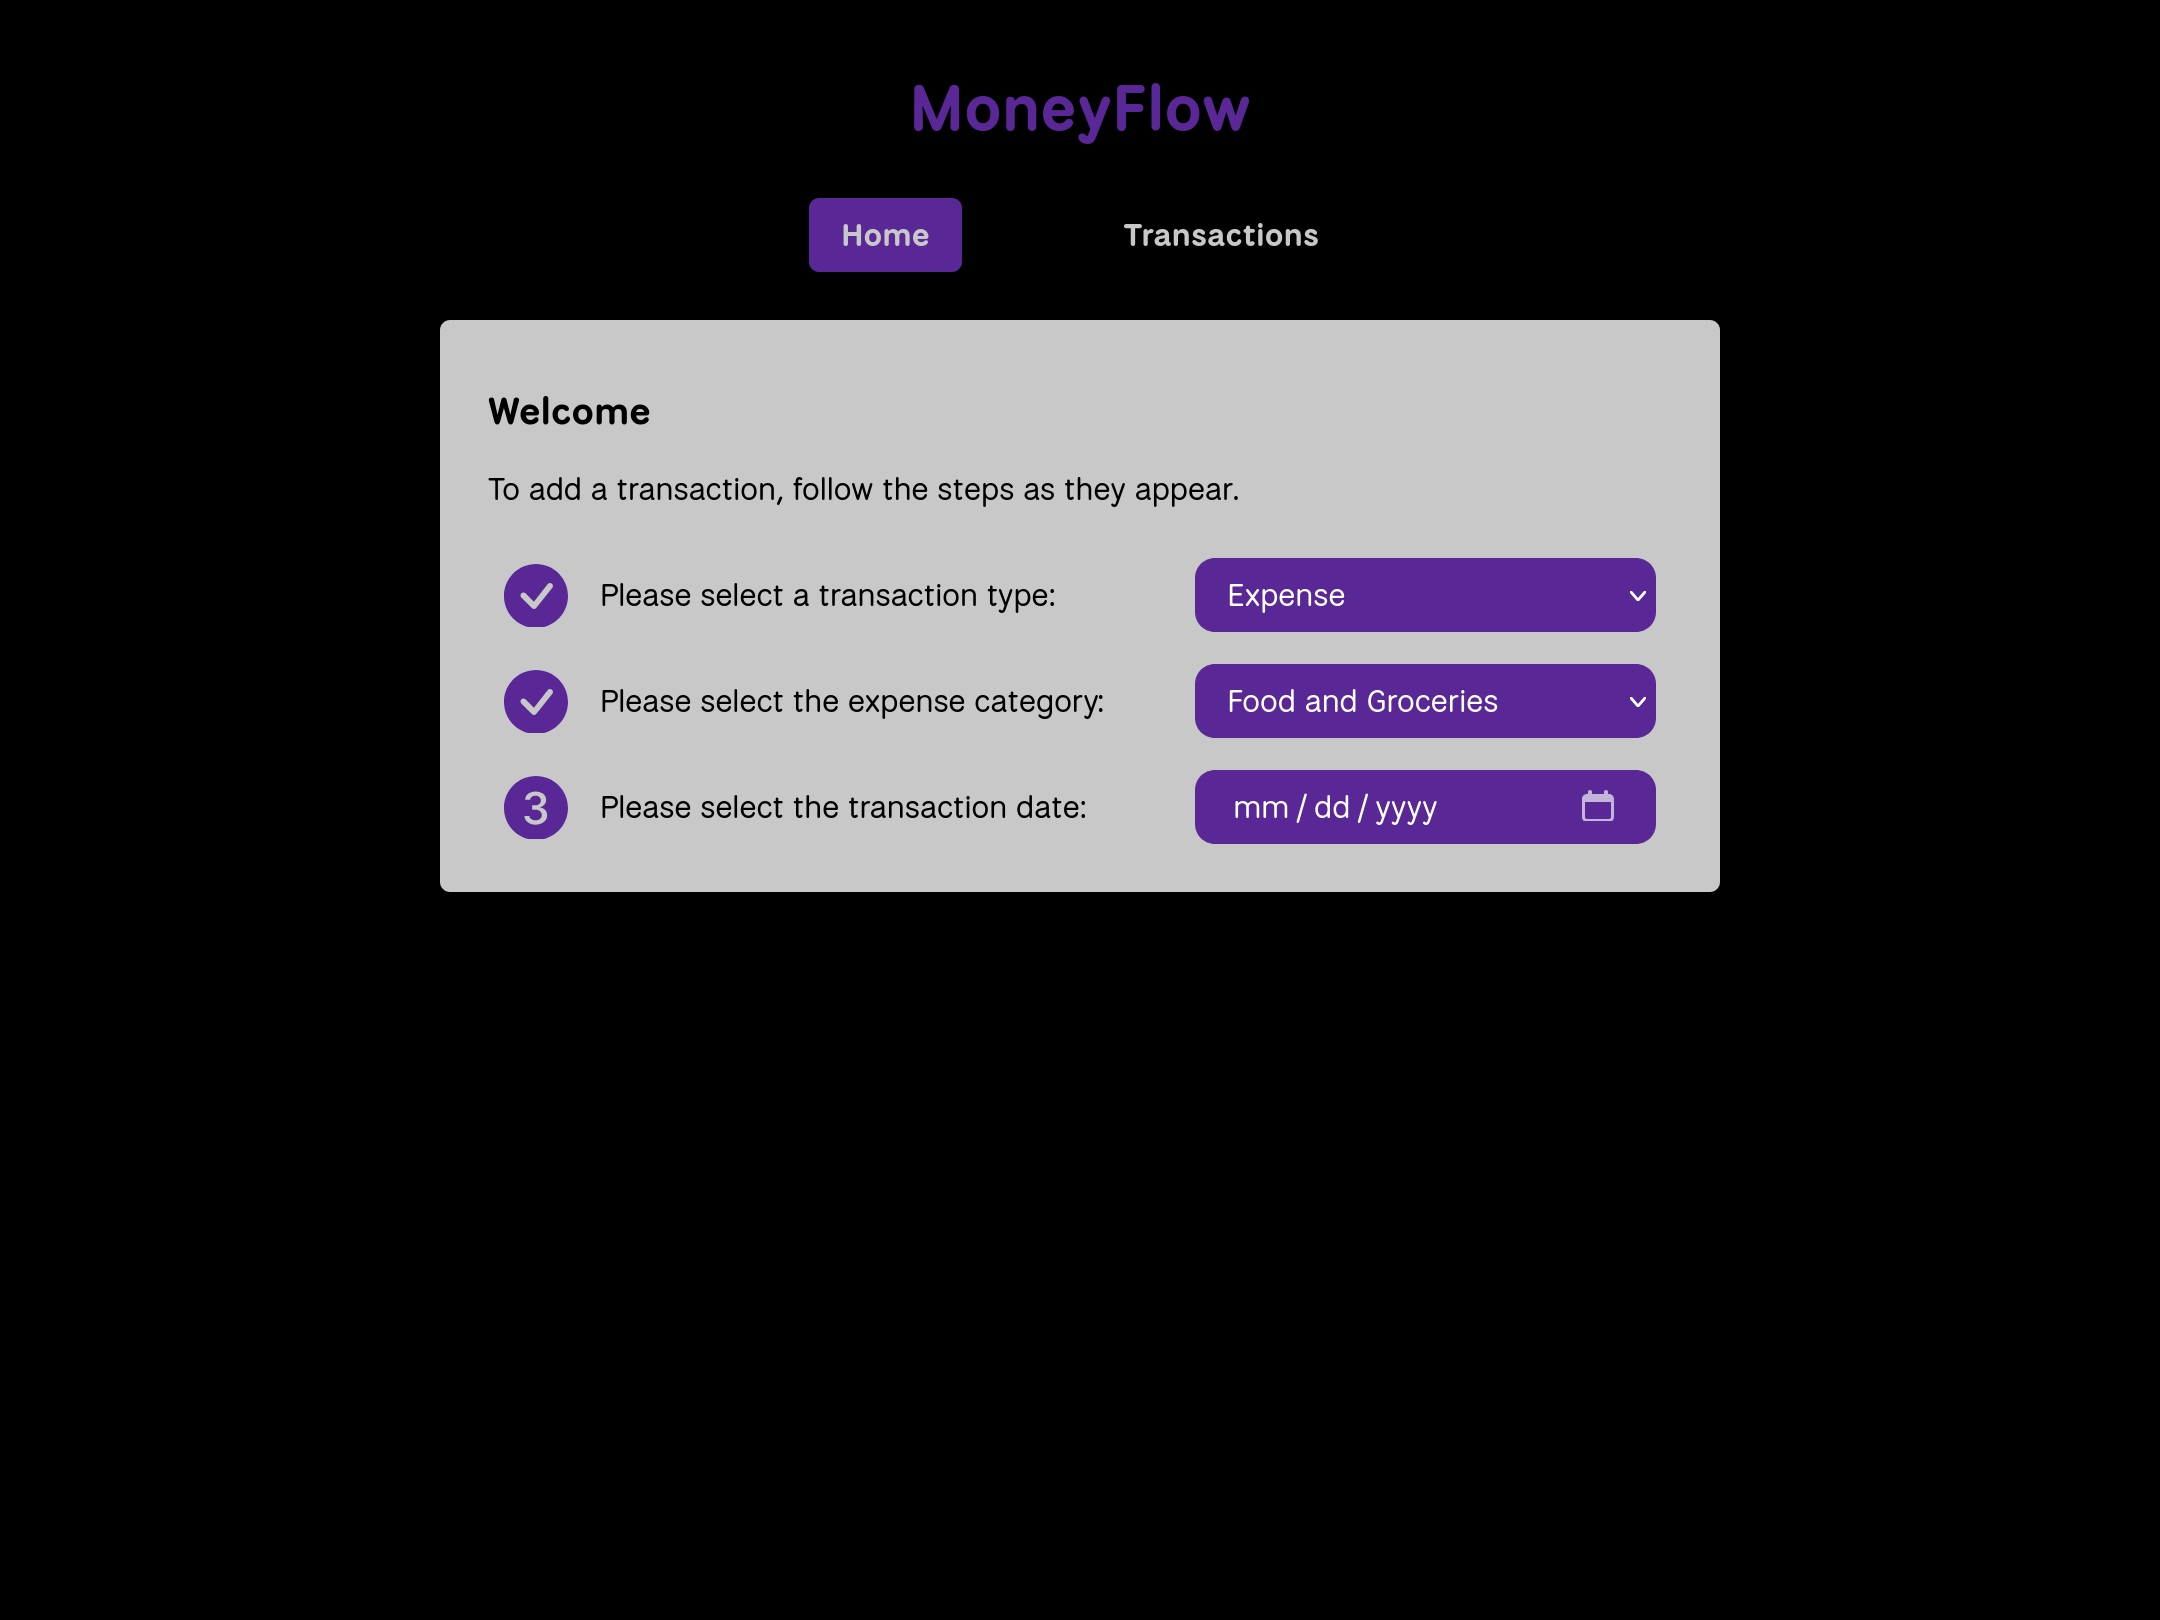 MoneyFlow
Home Transactions
Welcome
To add a transaction, follow the steps as they appear.
Please select a transaction type: Expense
Please select the expense category: Food and Groceries
3 Please select the transaction date: mm / dd / yyyy